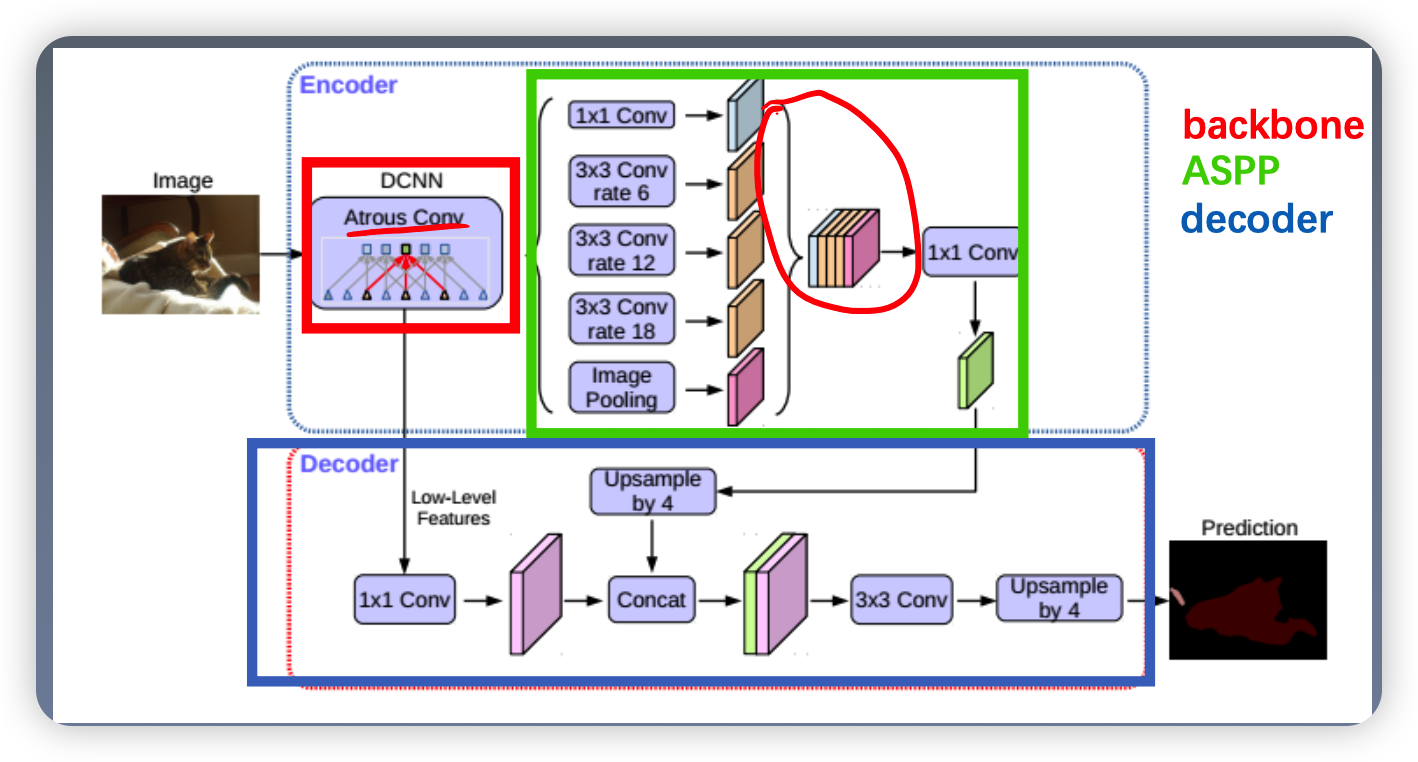 Encoder
Image
DCNN
Atrous Conv
1x1 Conv
3x3 Conv
rate 6
3x3 Conv
rate 12
3x3 Conv
rate 18
Image
Pooling
1x1 Conv
backbone
ASPP
decoder
Decoder
Low-Level
Features
Upsample
by 4
1x1 Conv
Concat
3x3 Conv
Upsample
by 4
Prediction